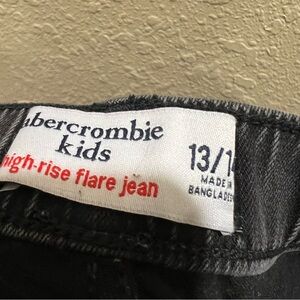 abercrombie
kids
high-rise flare jean
13/14
MADE IN
BANGLADESH